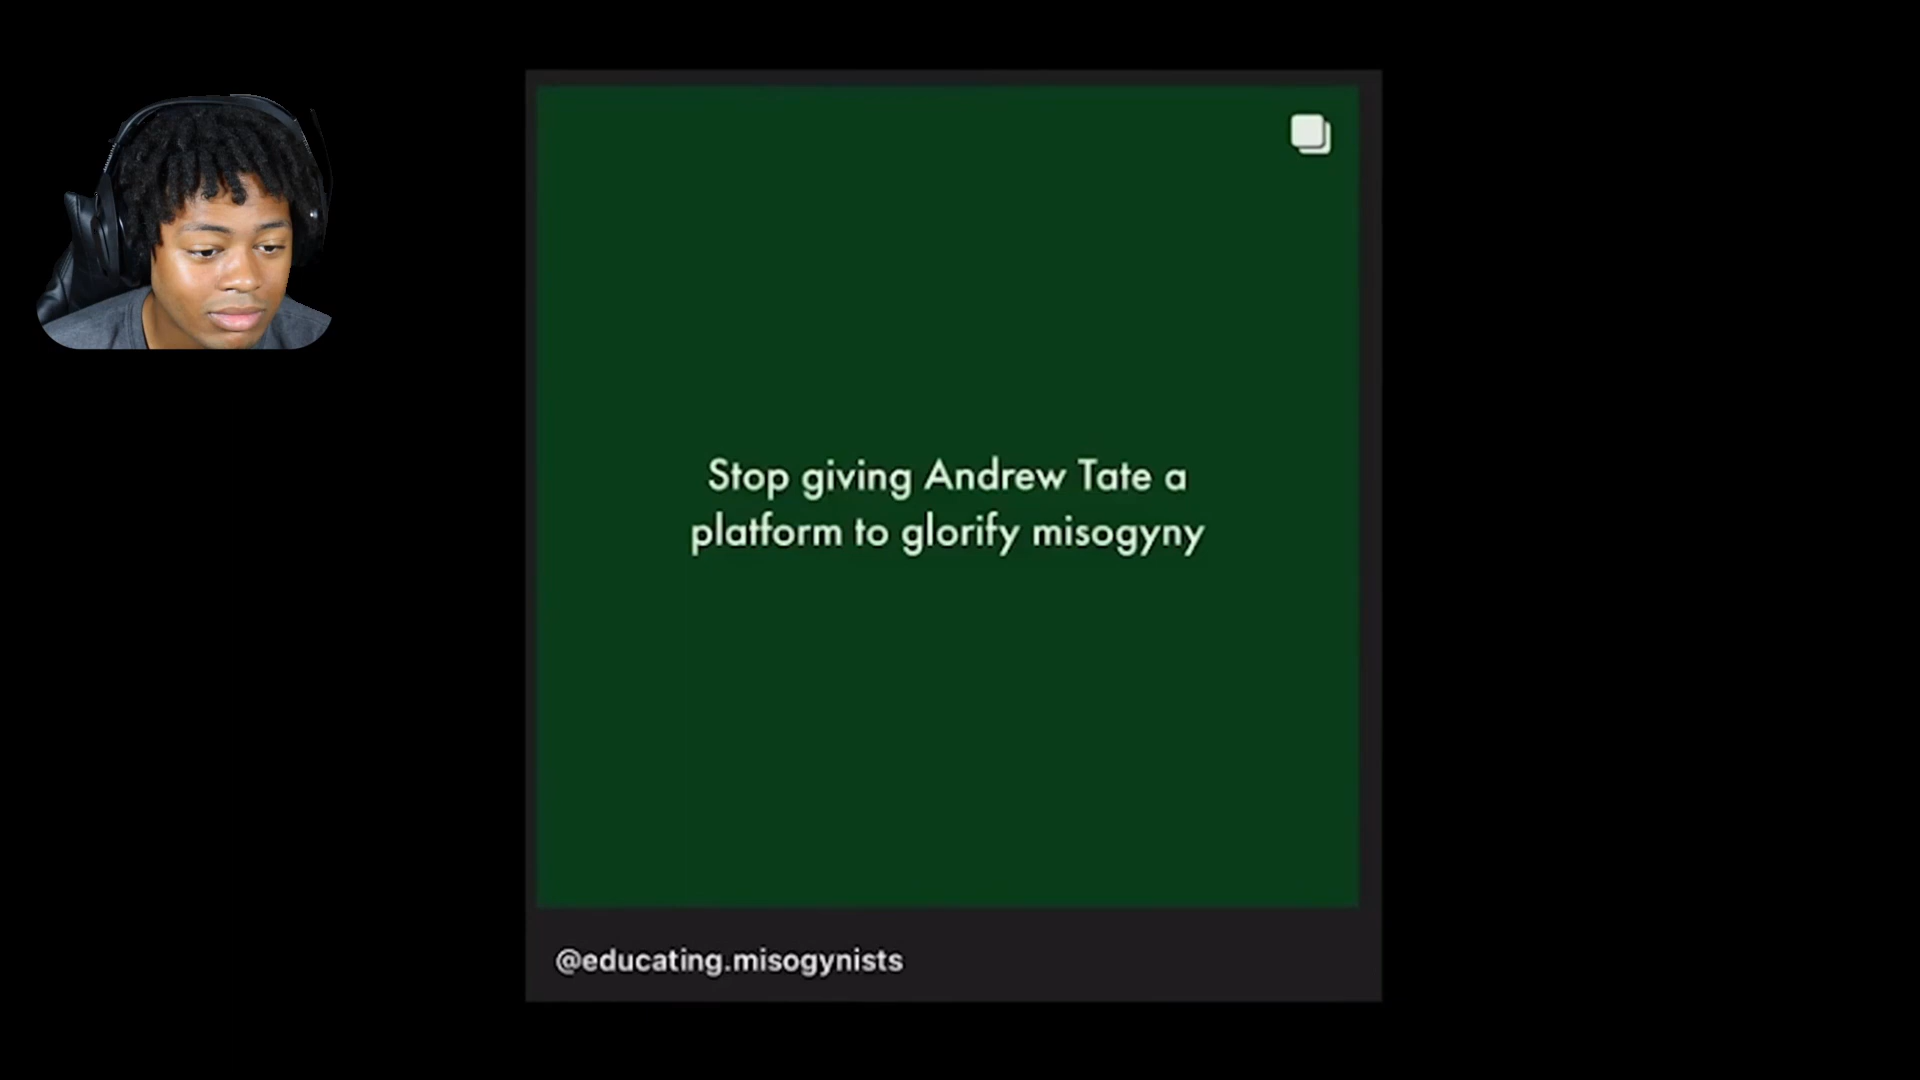 Stop giving Andrew Tate a
platform to glorify misogyny
@educating.misogynists